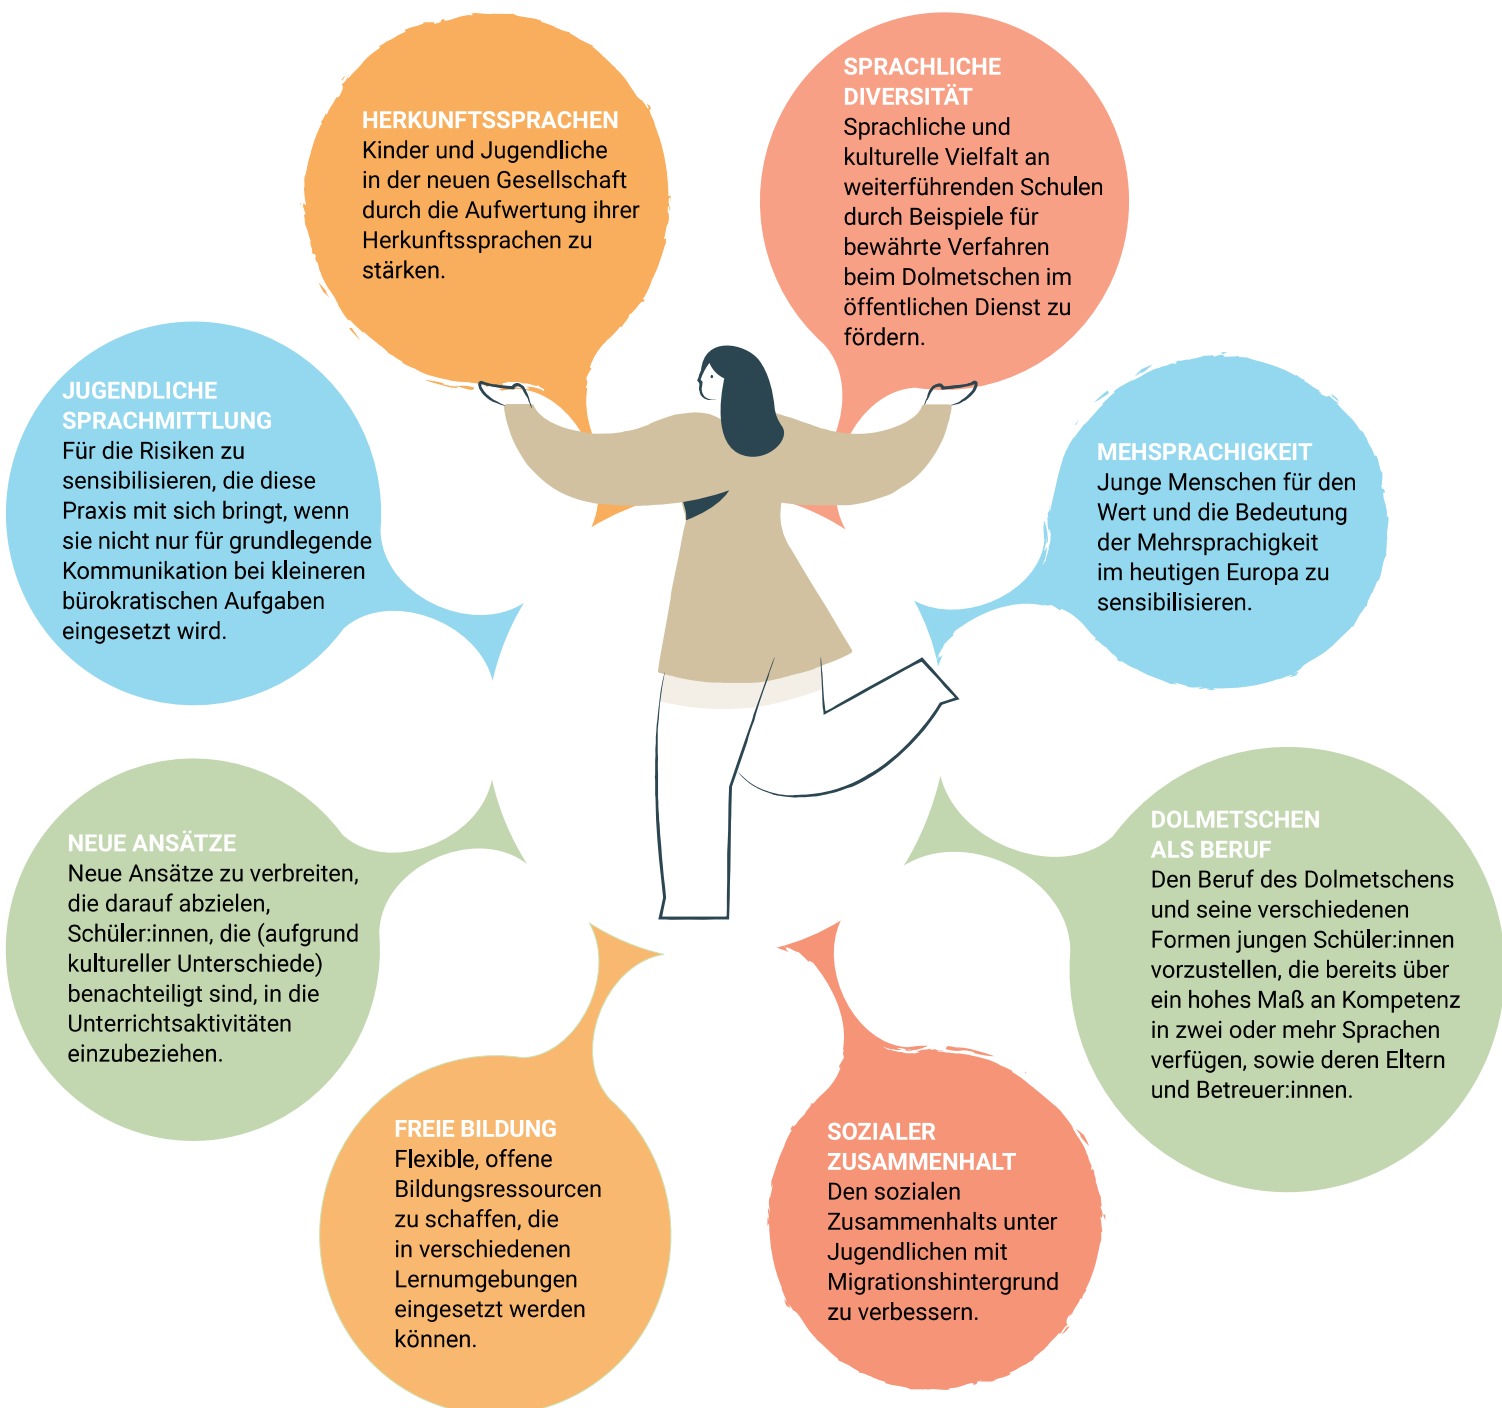 HERKUNFTSSPRACHEN
Kinder und Jugendliche
in der neuen Gesellschaft
durch die Aufwertung ihrer
Herkunftssprachen zu
stärken.
SPRACHLICHE
DIVERSITÄT
Sprachliche und
kulturelle Vielfalt an
weiterführenden Schulen
durch Beispiele für
bewährte Verfahren
beim Dolmetschen im
öffentlichen Dienst zu
fördern.
JUGENDLICHE
SPRACHMITTLUNG
Für die Risiken zu
sensibilisieren, die diese
Praxis mit sich bringt, wenn
sie nicht nur für grundlegende
Kommunikation bei kleineren
bürokratischen Aufgaben
eingesetzt wird.
MEHSPRACHIGKEIT
Junge Menschen für den
Wert und die Bedeutung
der Mehrsprachigkeit
im heutigen Europa zu
sensibilisieren.
NEUE ANSÄTZE
Neue Ansätze zu verbreiten,
die darauf abzielen,
Schüler:innen, die (aufgrund
kultureller Unterschiede)
benachteiligt sind, in die
Unterrichtsaktivitäten
einzubeziehen.
DOLMETSCHEN
ALS BERUF
Den Beruf des Dolmetschens
und seine verschiedenen
Formen jungen Schüler:innen
vorzustellen, die bereits über
ein hohes Maß an Kompetenz
in zwei oder mehr Sprachen
verfügen, sowie deren Eltern
und Betreuer:innen.
FREIE BILDUNG
Flexible, offene
Bildungsressourcen
zu schaffen, die
in verschiedenen
Lernumgebungen
eingesetzt werden
können.
SOZIALER
ZUSAMMENHALT
Den sozialen
Zusammenhalts unter
Jugendlichen mit
Migrationshintergrund
zu verbessern.